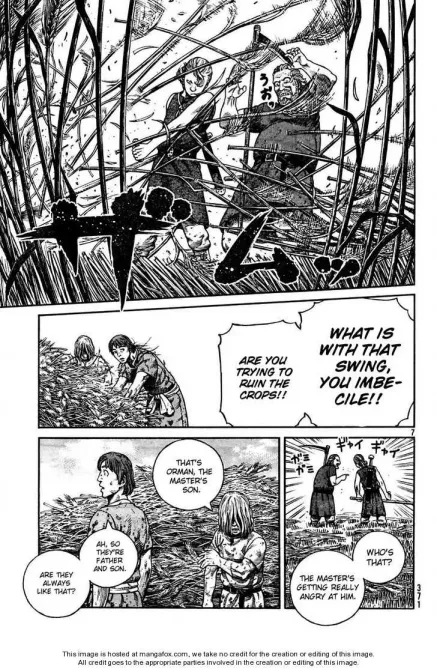 うおっ
ザムッ
WHAT IS
WITH THAT
SWING,
YOU IMBE-
CILE!!
ARE YOU
TRYING TO
RUIN THE
CROPS!!
7
ギャイ
ギャイ
ガミ
ガミ
WHO'S
THAT?
THE MASTER'S
GETTING REALLY
ANGRY AT HIM.
371
THAT'S
ORMAR, THE
MASTER'S
SON.
AH, SO
THEY'RE
FATHER
AND SON.
ARE THEY
ALWAYS
LIKE THAT?
This image is hosted at mangafox.com, we take no credit for the creation or editing of this image.
All credit goes to the appropriate parties involved in the creation or editing of this image.